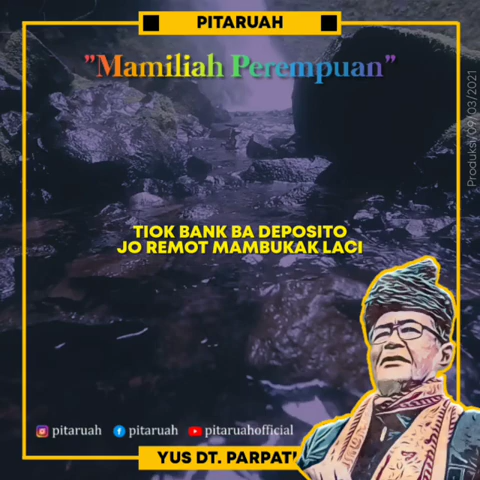 PITARUAH
"Mamiliah Perempuan"
Produksi/09/03/2021
TIOK BANK BA DEPOSITO
JO REMOT MAMBUKAK LACI
pitaruah pitaruah pitaruahofficial
YUS DT. PARPATI